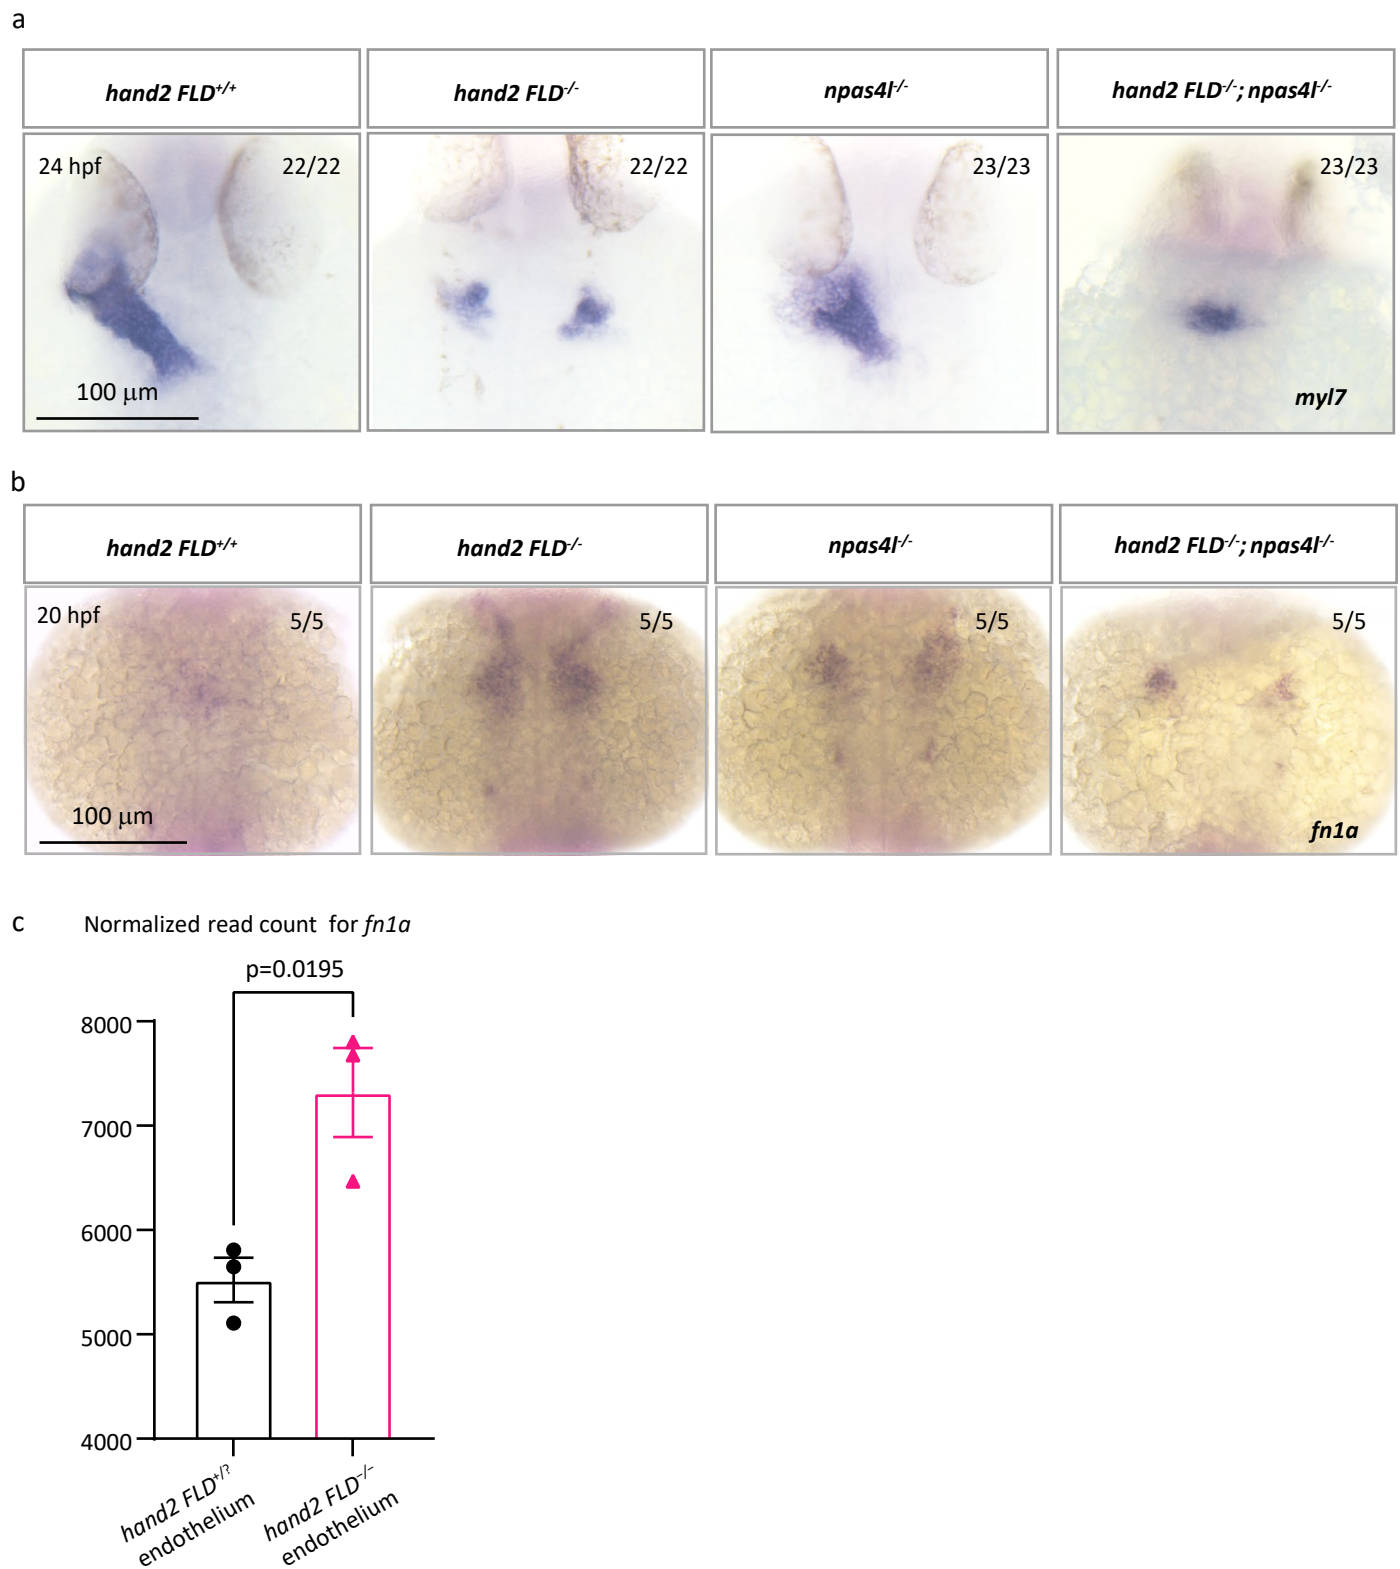 a
hand2 FLD+/+
hand2 FLD-/-
npas4l-/-
hand2 FLD-/-; npas4l-/-
24 hpf
22/22
22/22
23/23
23/23
100 μm
myl7
b
hand2 FLD+/+
hand2 FLD-/-
npas4l-/-
hand2 FLD-/-; npas4l-/-
20 hpf
5/5
5/5
5/5
5/5
100 μm
fn1a
c
Normalized read count for fn1a
p=0.0195
8000
7000
6000
5000
4000
hand2 FLD+/?
endothelium
hand2 FLD-/-
endothelium